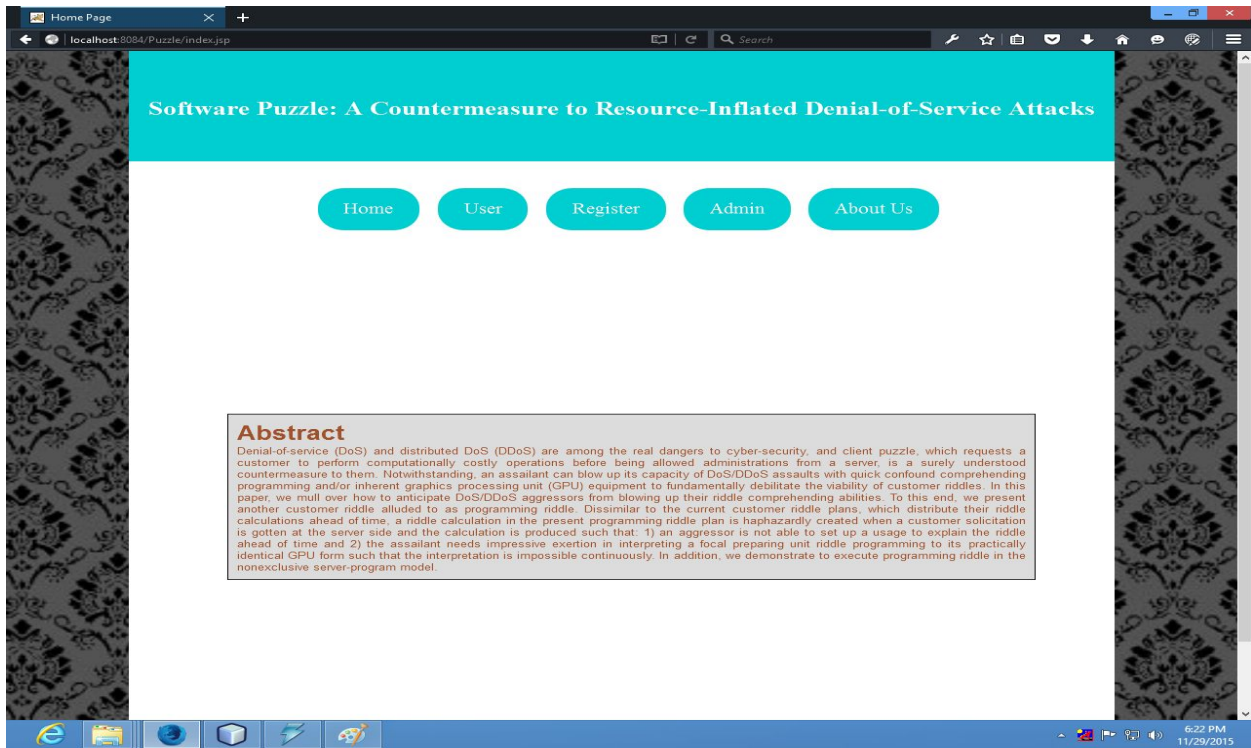 Home Page
localhost:8084/Puzzle/index.jsp
Search
Software Puzzle: A Countermeasure to Resource-Inflated Denial-of-Service Attacks
Home
User
Register
Admin
About Us
Abstract
Denial-of-service (DoS) and distributed DoS (DDoS) are among the real dangers to cyber-security, and client puzzle, which requests a
customer to perform computationally costly operations before being allowed administrations from a server, is a surely understood
countermeasure to them. Notwithstanding, an assailant can blow up its capacity of DoS/DDoS assaults with quick confound comprehending
programming and/or inherent graphics processing unit (GPU) equipment to fundamentally debilitate the viability of customer riddles. In this
paper, we mull over how to anticipate DoS/DDoS aggressors from blowing up their riddle comprehending abilities. To this end, we present
another customer riddle alluded to as programming riddle. Dissimilar to the current customer riddle plans, which distribute their riddle
calculations ahead of time, a riddle calculation in the present programming riddle plan is haphazardly created when a customer solicitation
is gotten at the server side and the calculation is produced such that: 1) an aggressor is not able to set up a usage to explain the riddle
ahead of time and 2) the assailant needs impressive exertion in interpreting a focal preparing unit riddle programming to its practically
identical GPU form such that the interpretation is impossible continuously. In addition, we demonstrate to execute programming riddle in the
nonexclusive server-program model.
6:22 PM
11/29/2015